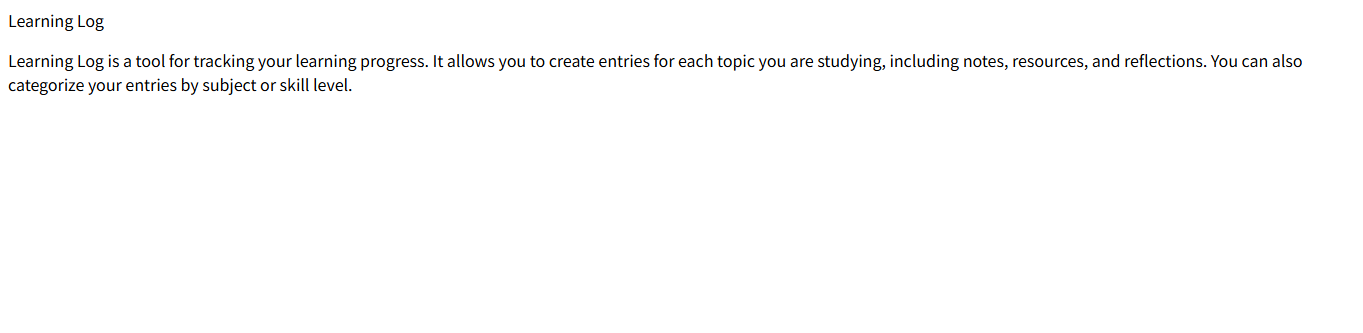 Learning Log
Learning Log is a tool for tracking your learning progress. It allows you to create entries for each topic you are studying, including notes, resources, and reflections. You can also
categorize your entries by subject or skill level.